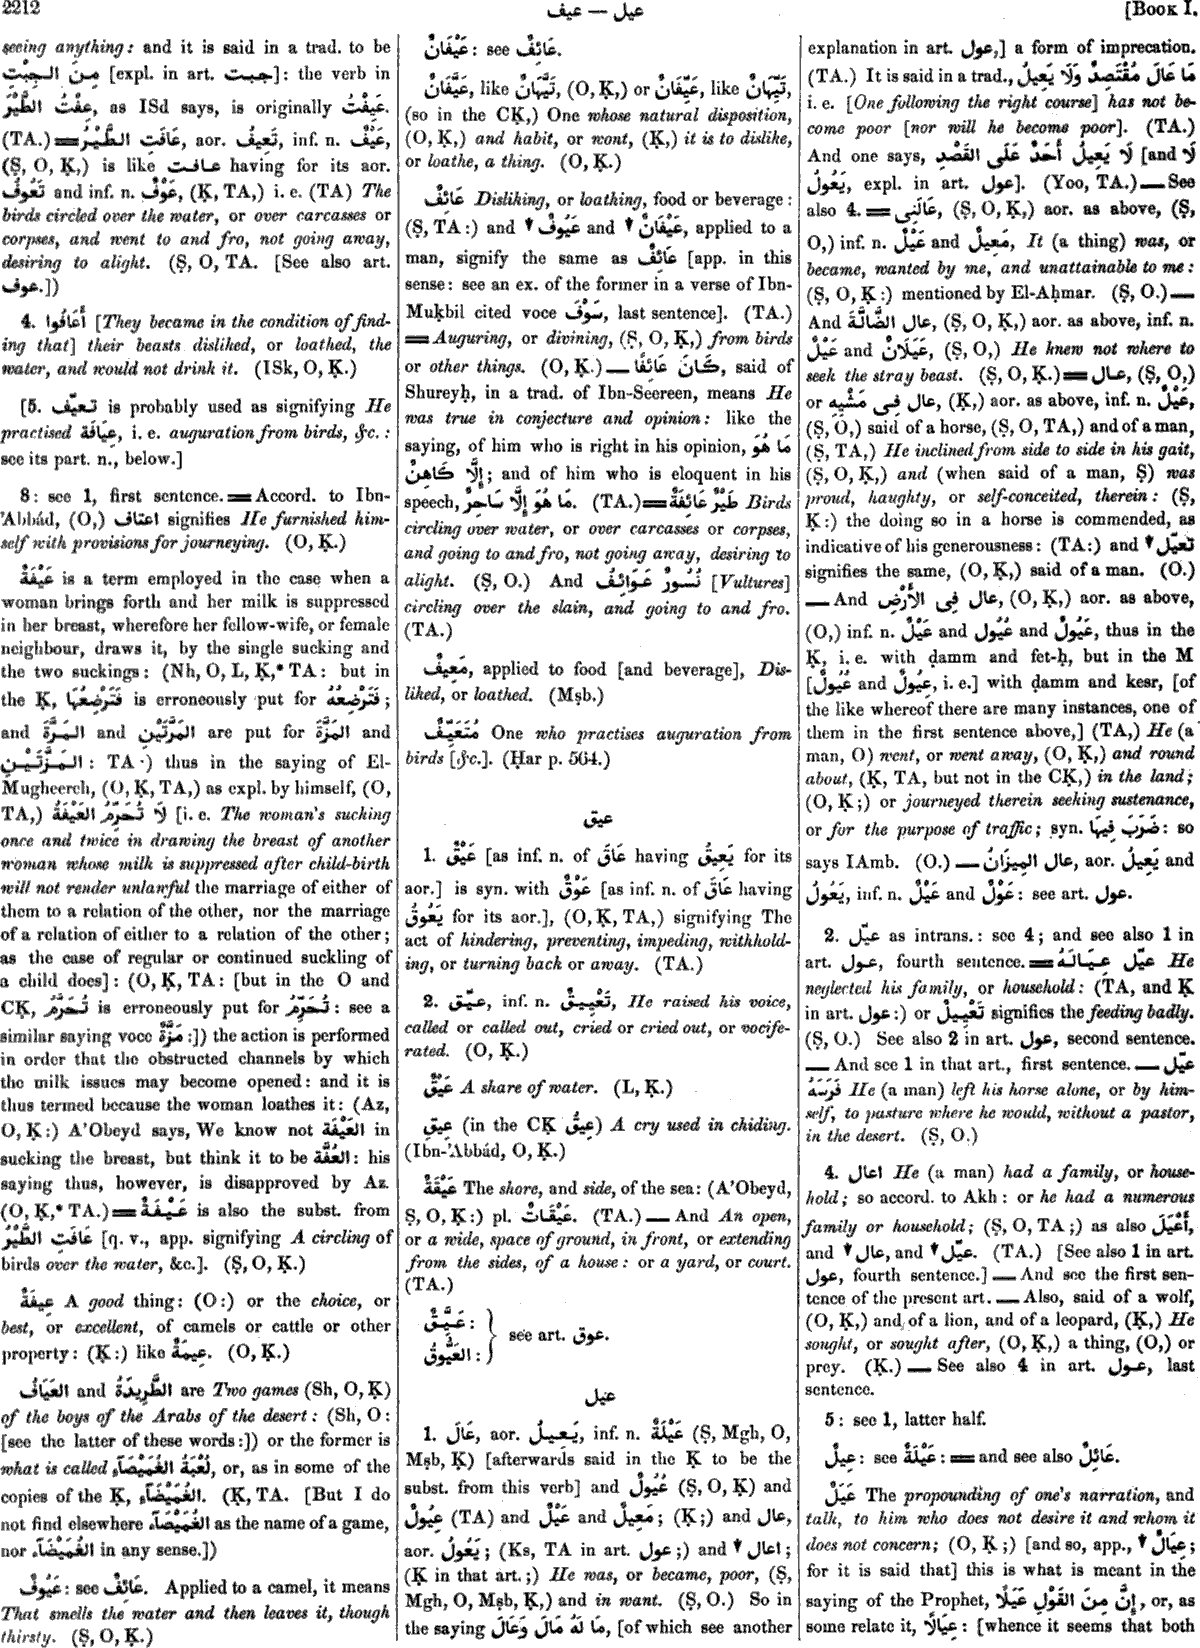 2212
عيف — عيل
[BOOK I.
seeing anything: and it is said in a trad. to be
مِنَ الجِبْتِ [expl. in art. جبت]: the verb in
عِفْتُ الطَّيْرَ, as ISd says, is originally عَيِفْتُ.
(TA.) = عَافَتِ الطَّيْرُ, aor. تَعِيفُ, inf. n. عَيْفٌ,
(Ṣ, O, Ḳ,) is like عافت having for its aor.
تَعُوفُ and inf. n. عَوْفٌ, (Ḳ, TA,) i. e. (TA) The
birds circled over the water, or over carcasses or
corpses, and went to and fro, not going away,
desiring to alight. (Ṣ, O, TA. [See also art.
عوف.])
4. أَعَافُوا [They became in the condition of find-
ing that] their beasts disliked, or loathed, the
water, and would not drink it. (ISk, O, Ḳ.)
[5. تعيّف is probably used as signifying He
practised عِيَافَة, i. e. auguration from birds, &c.:
see its part. n., below.]
8: see 1, first sentence. = Accord. to Ibn-
'Abbád, (O,) اعتاف signifies He furnished him-
self with provisions for journeying. (O, Ḳ.)
عَيْفَةٌ is a term employed in the case when a
woman brings forth and her milk is suppressed
in her breast, wherefore her fellow-wife, or female
neighbour, draws it, by the single sucking and
the two suckings: (Nh, O, L, Ḳ,* TA: but in
the Ḳ, فَتَرْضِعُهَا is erroneously put for فَتَرْضِعُهُ;
and المَرَّةَ and المَرَّتَيْنِ are put for المَزَّةَ and
المَزَّتَيْنِ: TA:) thus in the saying of El-
Mugheereh, (O, Ḳ, TA,) as expl. by himself, (O,
TA,) لَا تُحَرِّمُ العَيْفَةُ [i. e. The woman's sucking
once and twice in drawing the breast of another
woman whose milk is suppressed after child-birth
will not render unlawful the marriage of either of
them to a relation of the other, nor the marriage
of a relation of either to a relation of the other;
as the case of regular or continued suckling of
a child does]: (O, Ḳ, TA: [but in the O and
CḲ, تُحَرَّمُ is erroneously put for تُحَرِّمُ: see a
similar saying voce مَزَّةٌ:]) the action is performed
in order that the obstructed channels by which
the milk issues may become opened: and it is
thus termed because the woman loathes it: (Az,
O, Ḳ:) A'Obeyd says, We know not العَيْفَة in
sucking the breast, but think it to be العُفَّة: his
saying thus, however, is disapproved by Az.
(O, Ḳ,* TA.) = عَيْفَةٌ is also the subst. from
عَافَتِ الطَّيْرُ [q. v., app. signifying A circling of
birds over the water, &c.]. (Ṣ, O, Ḳ.)
عِيفَةٌ A good thing: (O:) or the choice, or
best, or excellent, of camels or cattle or other
property: (Ḳ:) like عِيمَةٌ. (O, Ḳ.)
العَيَافُ and الطَّرِيدَةُ are Two games (Sh, O, Ḳ)
of the boys of the Arabs of the desert: (Sh, O:
[see the latter of these words:]) or the former is
what is called لُعْبَةُ الغُمَيْصَآءِ, or, as in some of the
copies of the Ḳ, الغُمَيْضَآءِ. (Ḳ, TA. [But I do
not find elsewhere الغُمَيْصَآء as the name of a game,
nor الغُمَيْضَآء in any sense.])
عَيُوفٌ: see عَائِفٌ. Applied to a camel, it means
That smells the water and then leaves it, though
thirsty. (Ṣ, O, Ḳ.)
عَيْفَانٌ: see عَائِفٌ.
عَيَّفَانٌ, like تَيَّهَانٌ, (O, Ḳ,) or عَيِّفَانٌ, like تَيِّهَانٌ,
(so in the CḲ,) One whose natural disposition,
(O, Ḳ,) and habit, or wont, (Ḳ,) it is to dislike,
or loathe, a thing. (O, Ḳ.)
عَائِفٌ Disliking, or loathing, food or beverage:
(Ṣ, TA:) and ▾ عَيُوفٌ and ▾ عَيْفَانٌ, applied to a
man, signify the same as عَائِفٌ [app. in this
sense: see an ex. of the former in a verse of Ibn-
Muḳbil cited voce سَوْفَ, last sentence]. (TA.)
= Auguring, or divining, (Ṣ, O, Ḳ,) from birds
or other things. (O, Ḳ.) — كَانَ عَائِفًا, said of
Shureyḥ, in a trad. of Ibn-Seereen, means He
was true in conjecture and opinion: like the
saying, of him who is right in his opinion, مَا هُوَ
إِلَّا كَاهِنٌ; and of him who is eloquent in his
speech, مَا هُوَ إِلَّا سَاحِرٌ. (TA.) = طَيْرٌ عَائِفَةٌ Birds
circling over water, or over carcasses or corpses,
and going to and fro, not going away, desiring to
alight. (Ṣ, O.) And نُسُورٌ عَوَائِفُ [Vultures]
circling over the slain, and going to and fro.
(TA.)
مَعِيفٌ, applied to food [and beverage], Dis-
liked, or loathed. (Mṣb.)
مُتَعَيِّفٌ One who practises auguration from
birds [&c.]. (Ḥar p. 564.)
عيق
1. عَيْقٌ [as inf. n. of عَاقَ having يَعِيقُ for its
aor.] is syn. with عَوْقٌ [as inf. n. of عَاقَ having
يَعُوقُ for its aor.], (O, Ḳ, TA,) signifying The
act of hindering, preventing, impeding, withhold-
ing, or turning back or away. (TA.)
2. عيّق, inf. n. تَعْيِيقٌ, He raised his voice,
called or called out, cried or cried out, or vocife-
rated. (O, Ḳ.)
عَيْقٌ A share of water. (L, Ḳ.)
عِيقِ (in the CḲ عِيقُ) A cry used in chiding.
(Ibn-'Abbád, O, Ḳ.)
عَيْقَةٌ The shore, and side, of the sea: (A'Obeyd,
Ṣ, O, Ḳ:) pl. عَيْقَاتٌ. (TA.) — And An open,
or a wide, space of ground, in front, or extending
from the sides, of a house: or a yard, or court.
(TA.)
عَيِّقٌ:
العَيُّوقُ: } see art. عوق.
عيل
1. عَالَ, aor. يَعِيلُ, inf. n. عَيْلَةٌ (Ṣ, Mgh, O,
Mṣb, Ḳ) [afterwards said in the Ḳ to be the
subst. from this verb] and عُيُولٌ (Ṣ, O, Ḳ) and
عِيُولٌ (TA) and عَيْلٌ and مَعِيلٌ; (Ḳ;) and عال,
aor. يَعُولُ; (Ks, TA in art. عول;) and ▾ اعال;
(Ḳ in that art.;) He was, or became, poor, (Ṣ,
Mgh, O, Mṣb, Ḳ,) and in want. (Ṣ, O.) So in
the saying مَا لَهُ مَالَ وَعَالَ, [of which see another
explanation in art. عول,] a form of imprecation.
(TA.) It is said in a trad., مَا عَالَ مُقْتَصِدٌ وَلَا يَعِيلُ
i. e. [One following the right course] has not be-
come poor [nor will he become poor]. (TA.)
And one says, لَا يَعِيلُ أَحَدٌ عَلَى القَصْدِ [and لَا
يَعُولُ, expl. in art. عول]. (Yoo, TA.) — See
also 4. = عَالَنِى, (Ṣ, O, Ḳ,) aor. as above, (Ṣ,
O,) inf. n. عَيْلٌ and مَعِيلٌ, It (a thing) was, or
became, wanted by me, and unattainable to me:
(Ṣ, O, Ḳ:) mentioned by El-Aḥmar. (Ṣ, O.) —
And عال الضَّالَّةَ, (Ṣ, O, Ḳ,) aor. as above, inf. n.
عَيْلٌ and عَيَلَانٌ, (Ṣ, O,) He knew not where to
seek the stray beast. (Ṣ, O, Ḳ.) = عال, (Ṣ, O,)
or عال فِى مَشْيِهِ, (Ḳ,) aor. as above, inf. n. عَيْلٌ,
(Ṣ, O,) said of a horse, (Ṣ, O, TA,) and of a man,
(Ṣ, TA,) He inclined from side to side in his gait,
(Ṣ, O, Ḳ,) and (when said of a man, Ṣ) was
proud, haughty, or self-conceited, therein: (Ṣ,
Ḳ:) the doing so in a horse is commended, as
indicative of his generousness: (TA:) and ▾ تعيّل
signifies the same, (O, Ḳ,) said of a man. (O.)
— And عال فِى الأَرْضِ, (O, Ḳ,) aor. as above,
(O,) inf. n. عَيْلٌ and عُيُول and عَيُولٌ, thus in the
Ḳ, i. e. with ḍamm and fet-ḥ, but in the M
[عُيُولٌ and عِيُولٌ, i. e.] with ḍamm and kesr, [of
the like whereof there are many instances, one of
them in the first sentence above,] (TA,) He (a
man, O) went, or went away, (O, Ḳ,) and round
about, (Ḳ, TA, but not in the CḲ,) in the land;
(O, Ḳ;) or journeyed therein seeking sustenance,
or for the purpose of traffic; syn. ضَرَبَ فِيهَا: so
says IAmb. (O.) — عال المِيزَانُ, aor. يَعِيلُ and
يَعُولُ, inf. n. عَيْلٌ and عَوْلٌ: see art. عول.
2. عيّل as intrans.: see 4; and see also 1 in
art. عول, fourth sentence. = عيّل عِيَالَهُ He
neglected his family, or household: (TA, and Ḳ
in art. عول:) or تَعْيِيلٌ signifies the feeding badly.
(Ṣ, O.) See also 2 in art. عول, second sentence.
— And see 1 in that art., first sentence. — عيّل
فَرَسَهُ He (a man) left his horse alone, or by him-
self, to pasture where he would, without a pastor,
in the desert. (Ṣ, O.)
4. اعال He (a man) had a family, or house-
hold; so accord. to Akh: or he had a numerous
family or household; (Ṣ, O, TA;) as also أَعْيَلَ,
and ▾ عال, and ▾ عيّل. (TA.) [See also 1 in art.
عول, fourth sentence.] — And see the first sen-
tence of the present art. — Also, said of a wolf,
(O, Ḳ,) and of a lion, and of a leopard, (Ḳ,) He
sought, or sought after, (O, Ḳ,) a thing, (O,) or
prey. (Ḳ.) — See also 4 in art. عول, last
sentence.
5: see 1, latter half.
عِيلٌ: see عَيْلَةٌ: = and see also عَائِلٌ.
عَيَلٌ The propounding of one's narration, and
talk, to him who does not desire it and whom it
does not concern; (O, Ḳ;) [and so, app., ▾ عِيَالٌ;
for it is said that] this is what is meant in the
saying of the Prophet, إِنَّ مِنَ القَوْلِ عَيَلًا, or, as
some relate it, عِيَالًا: [whence it seems that both